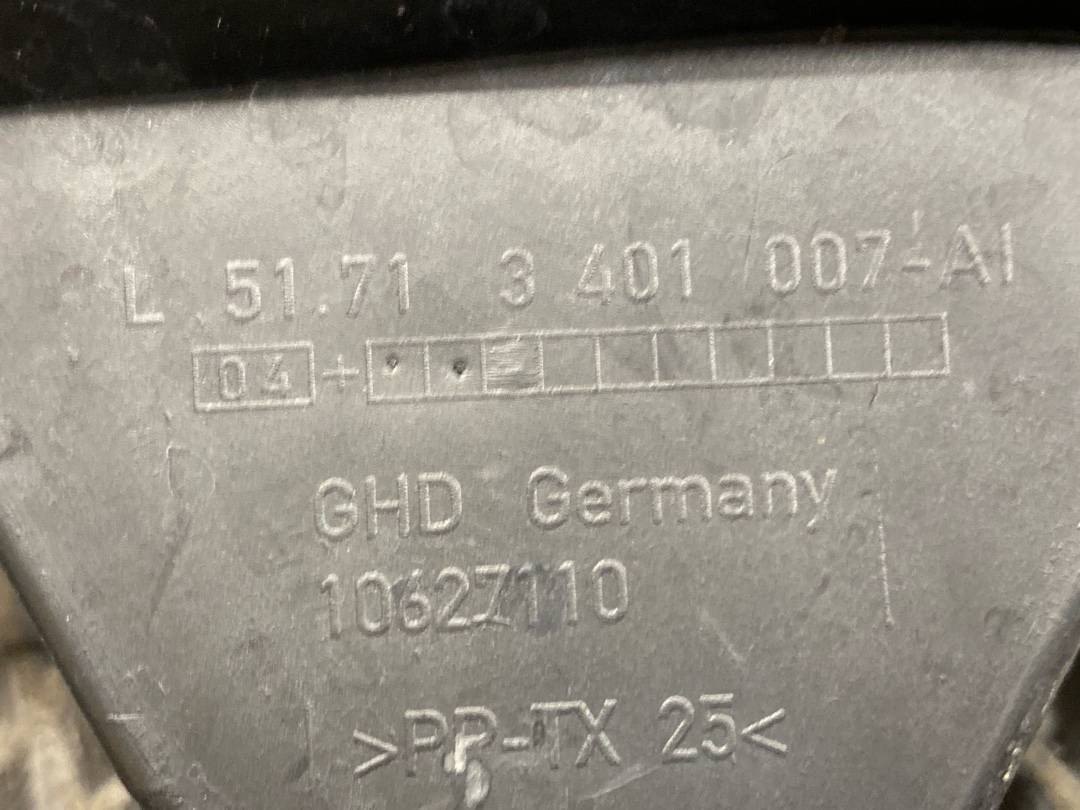 L 51.71 3 401 007-AI
04 +
GHD Germany
10627110
>PP-TX 25<